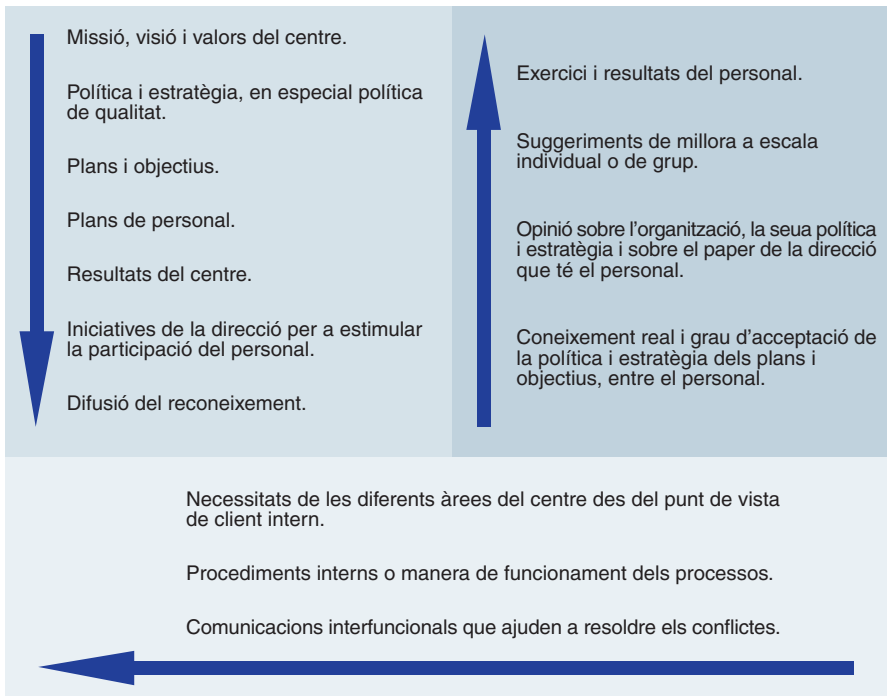 Missió, visió i valors del centre.
Política i estratègia, en especial política
de qualitat.
Plans i objectius.
Plans de personal.
Resultats del centre.
Iniciatives de la direcció per a estimular
la participació del personal.
Difusió del reconeixement.
Exercici i resultats del personal.
Suggeriments de millora a escala
individual o de grup.
Opinió sobre l’organització, la seua política
i estratègia i sobre el paper de la direcció
que té el personal.
Coneixement real i grau d’acceptació de
la política i estratègia dels plans i
objectius, entre el personal.
Necessitats de les diferents àrees del centre des del punt de vista
de client intern.
Procediments interns o manera de funcionament dels processos.
Comunicacions interfuncionals que ajuden a resoldre els conflictes.